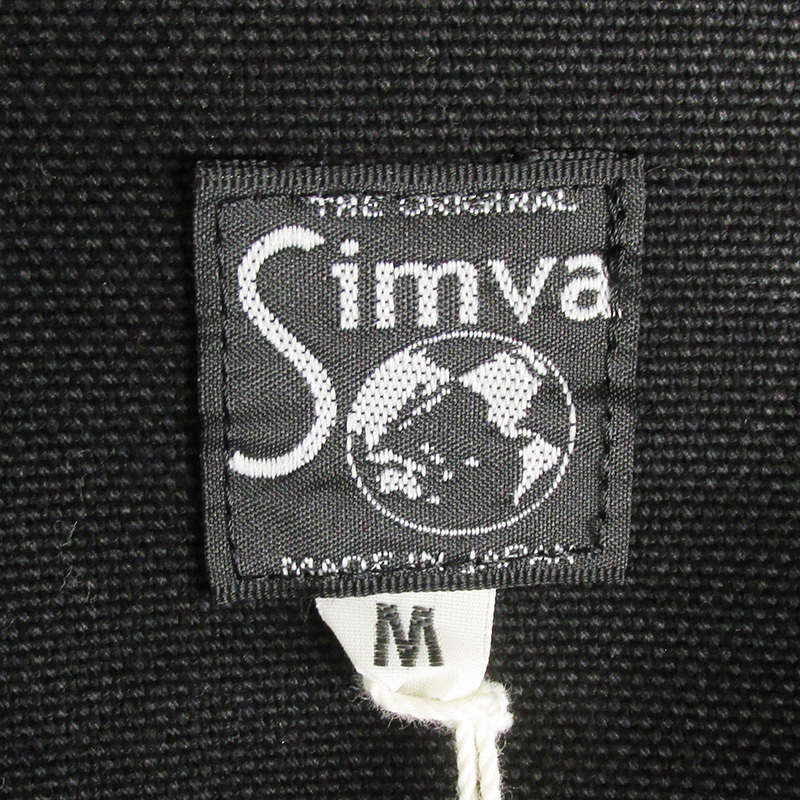 THE ORIGINAL
Simva
MADE IN JAPAN
M